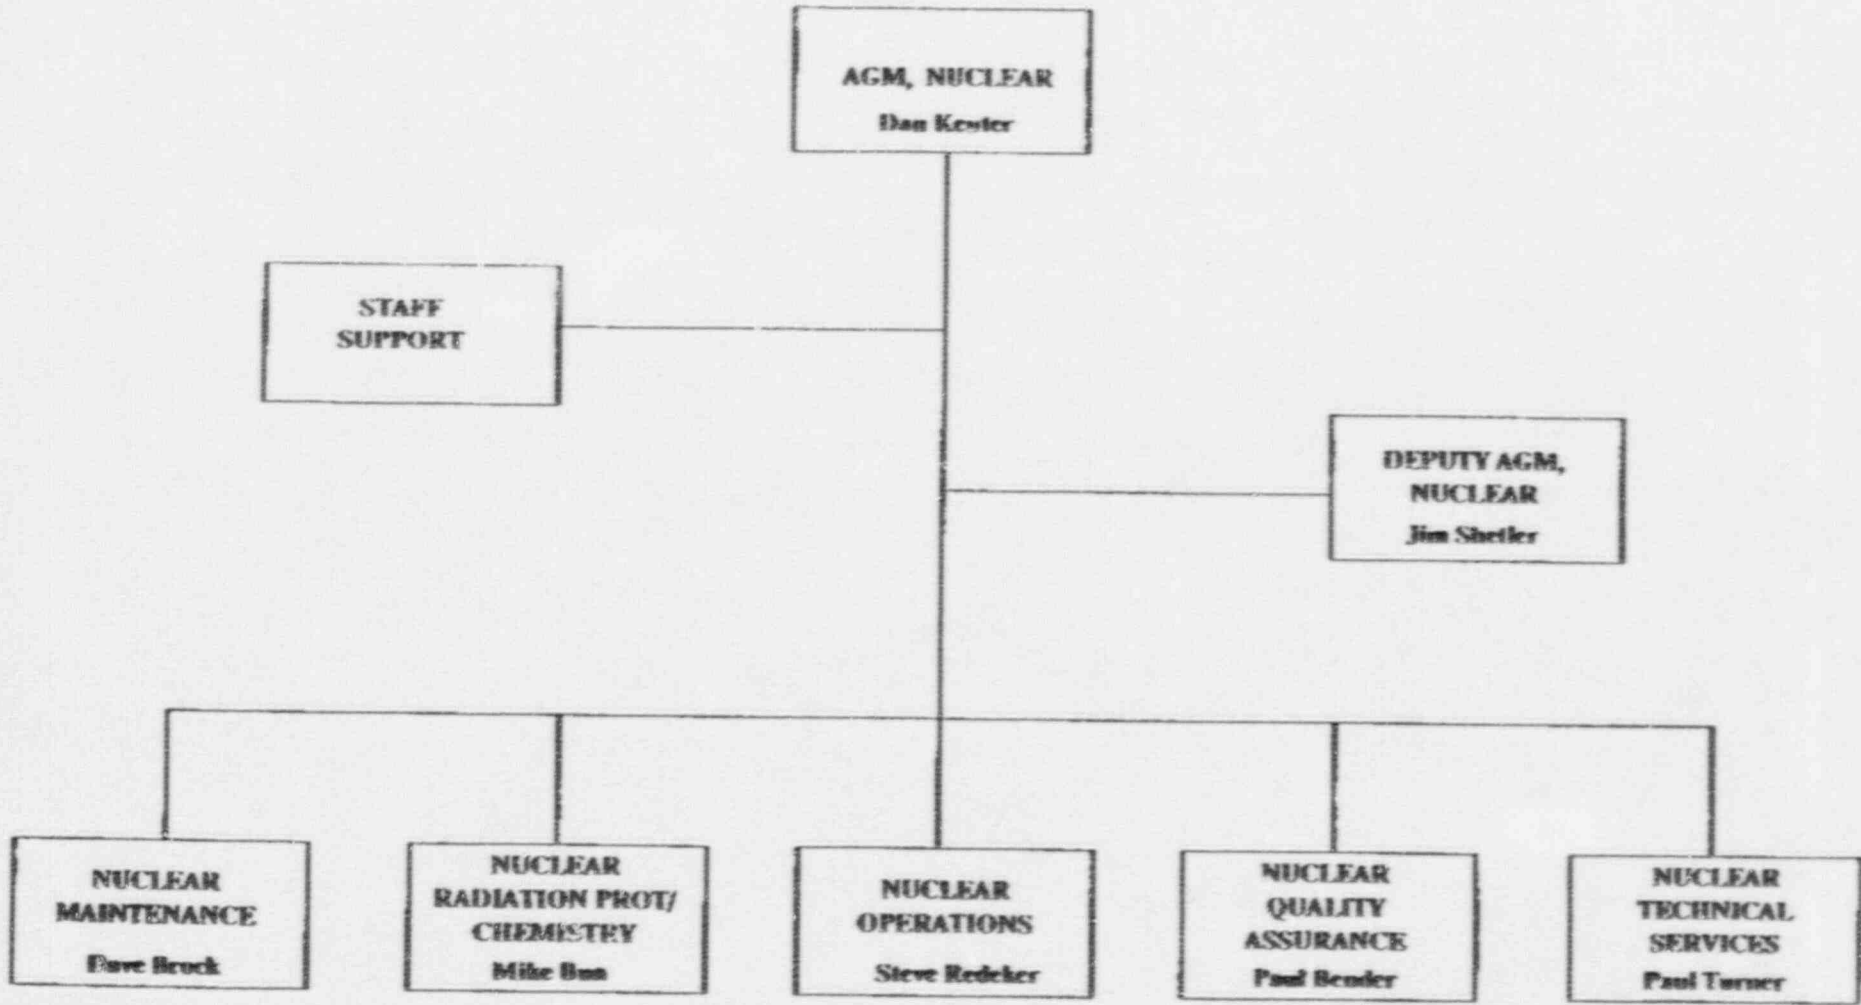 AGM, NUCLEAR
Dan
STAFF
SUPPORT
DEPUTY AGM,
NUCLEAR
Jim Shetler
NUCLEAR
MAINTENANCE
Dave Brock
NUCLEAR
RADIATION PROT/
CHEMISTRY
Mike
NUCLEAR
OPERATIONS
Steve Redeker
NUCLEAR
QUALITY
ASSURANCE
Paul Bender
NUCLEAR
TECHNICAL
SERVICES
Paul Turner